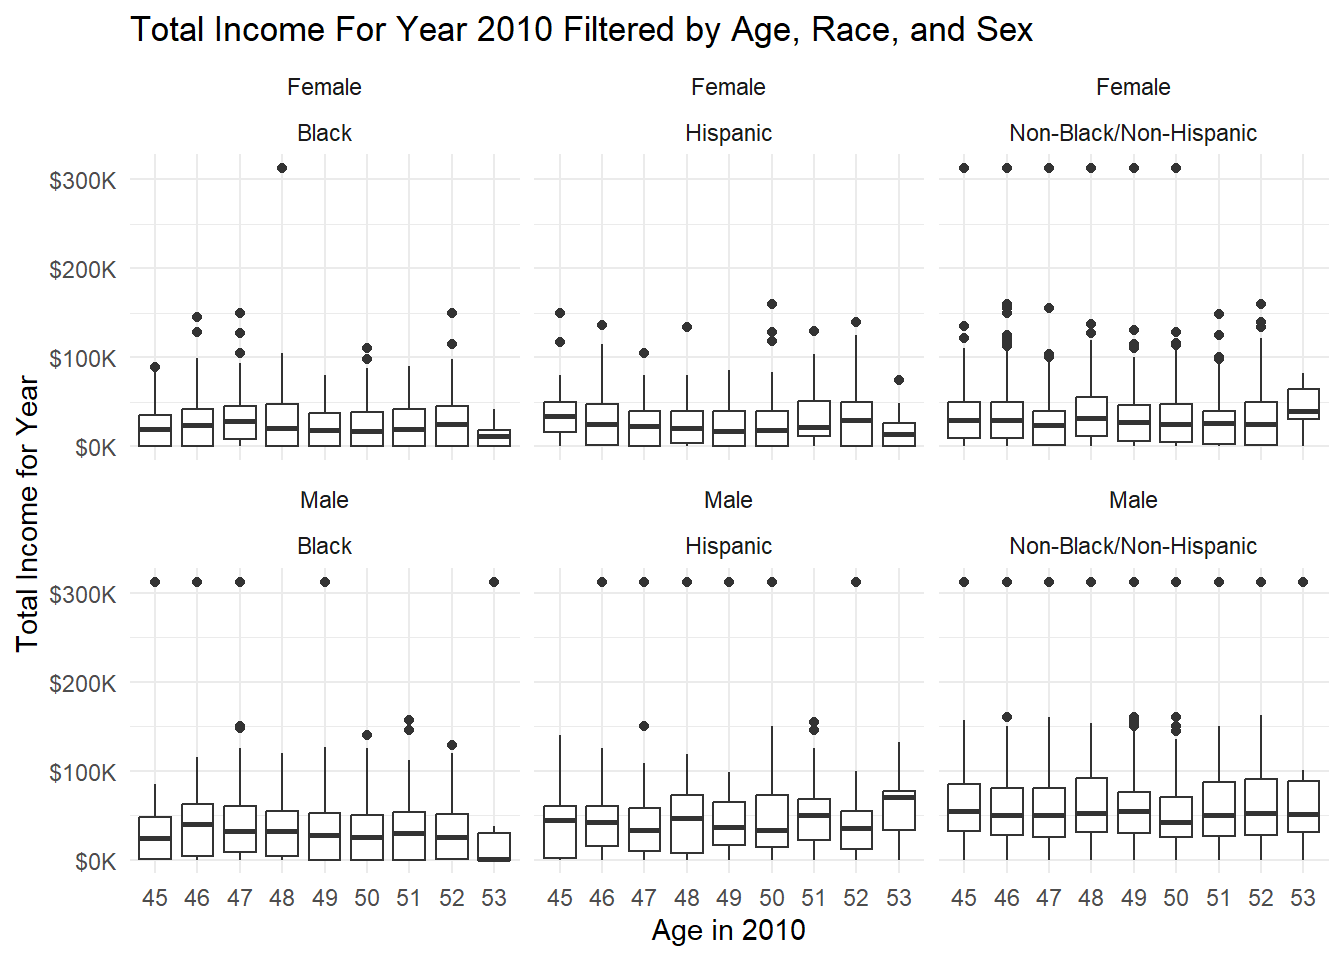 Total Income For Year 2010 Filtered by Age, Race, and Sex
Female Female Female
Black Hispanic Non-Black/Non-Hispanic
$300K
$200K
$100K
$0K
Male Male Male
Black Hispanic Non-Black/Non-Hispanic
$300K
$200K
$100K
$0K
45 46 47 48 49 50 51 52 53 45 46 47 48 49 50 51 52 53 45 46 47 48 49 50 51 52 53
Age in 2010
Total Income for Year